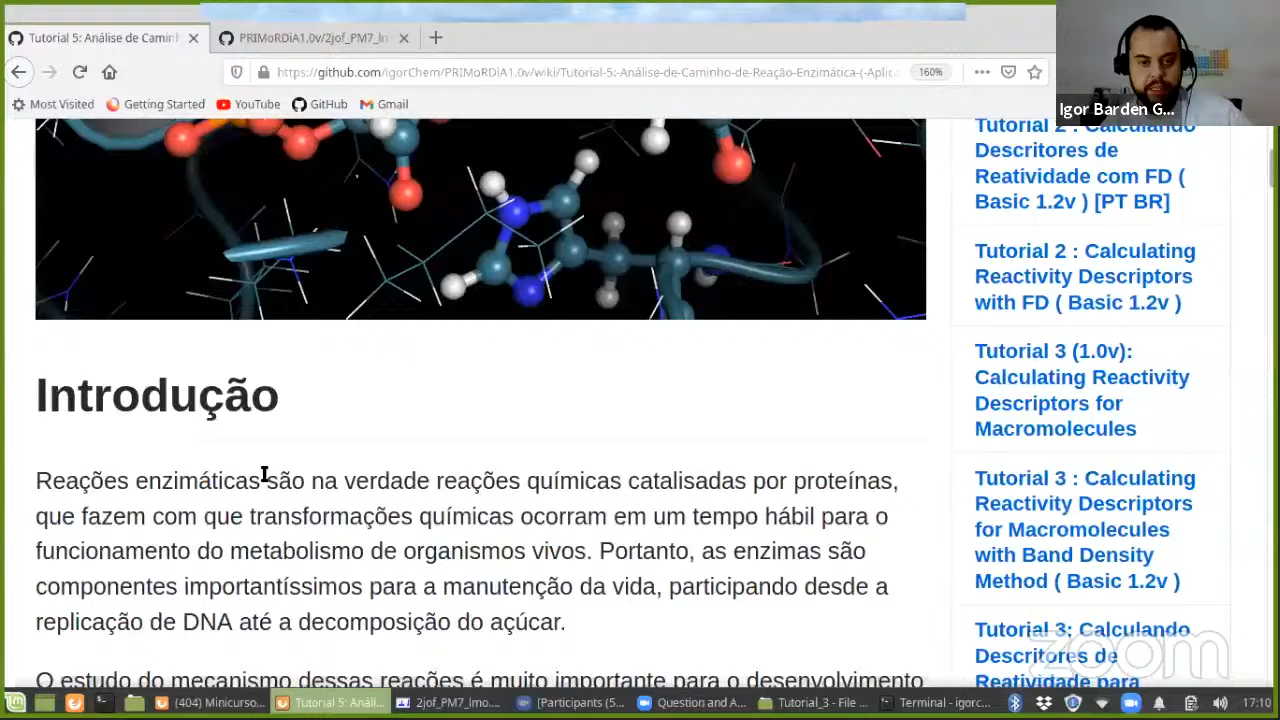 Tutorial 5: Análise de Caminh
PRIMoRDiA1.0v/2jof_PM7_ln
https://github.com/igorChem/PRIMoRDiA1.0v/wiki/Tutorial-5:-Análise-de-Caminho-de-Reação-Enzimática-(-Aplica
160%
Most Visited
Getting Started
YouTube
GitHub
Gmail
Igor Barden G...
Introdução
Reações enzimáticas são na verdade reações químicas catalisadas por proteínas,
que fazem com que transformações químicas ocorram em um tempo hábil para o
funcionamento do metabolismo de organismos vivos. Portanto, as enzimas são
componentes importantíssimos para a manutenção da vida, participando desde a
replicação de DNA até a decomposição do açúcar.
O estudo do mecanismo dessas reações é muito importante para o desenvolvimento
Tutorial 2 : Calculando
Descritores de
Reatividade com FD (
Basic 1.2v ) [PT BR]
Tutorial 2 : Calculating
Reactivity Descriptors
with FD ( Basic 1.2v )
Tutorial 3 (1.0v):
Calculating Reactivity
Descriptors for
Macromolecules
Tutorial 3 : Calculating
Reactivity Descriptors
for Macromolecules
with Band Density
Method ( Basic 1.2v )
Tutorial 3: Calculando
Descritores de
Reatividade para
zoom
(404) Minicurso...
Tutorial 5: Análi...
2jof_PM7_lmo...
[Participants (5...
Question and A...
Tutorial_3 - File ...
Terminal - igorc...
17:10